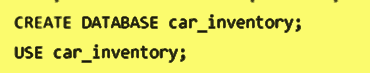 CREATE DATABASE car_inventory;
USE car_inventory;